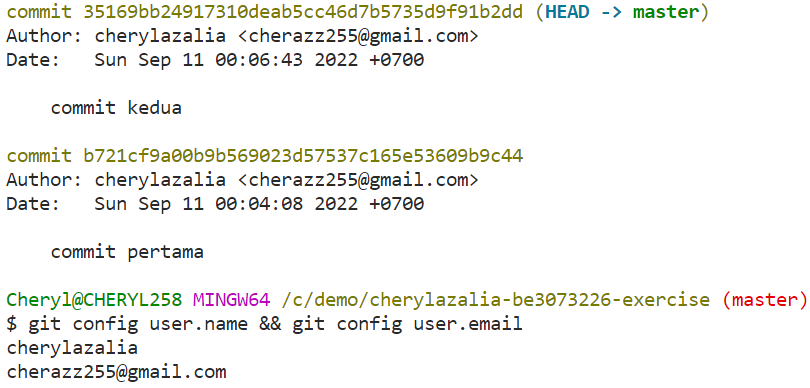 commit 35169bb24917310deab5cc46d7b5735d9f91b2dd (HEAD -> master)
Author: cherylazalia <cherazz255@gmail.com>
Date:   Sun Sep 11 00:06:43 2022 +0700

    commit kedua

commit b721cf9a00b9b569023d57537c165e53609b9c44
Author: cherylazalia <cherazz255@gmail.com>
Date:   Sun Sep 11 00:04:08 2022 +0700

    commit pertama

Cheryl@CHERYL258 MINGW64 /c/demo/cherylazalia-be3073226-exercise (master)
$ git config user.name && git config user.email
cherylazalia
cherazz255@gmail.com